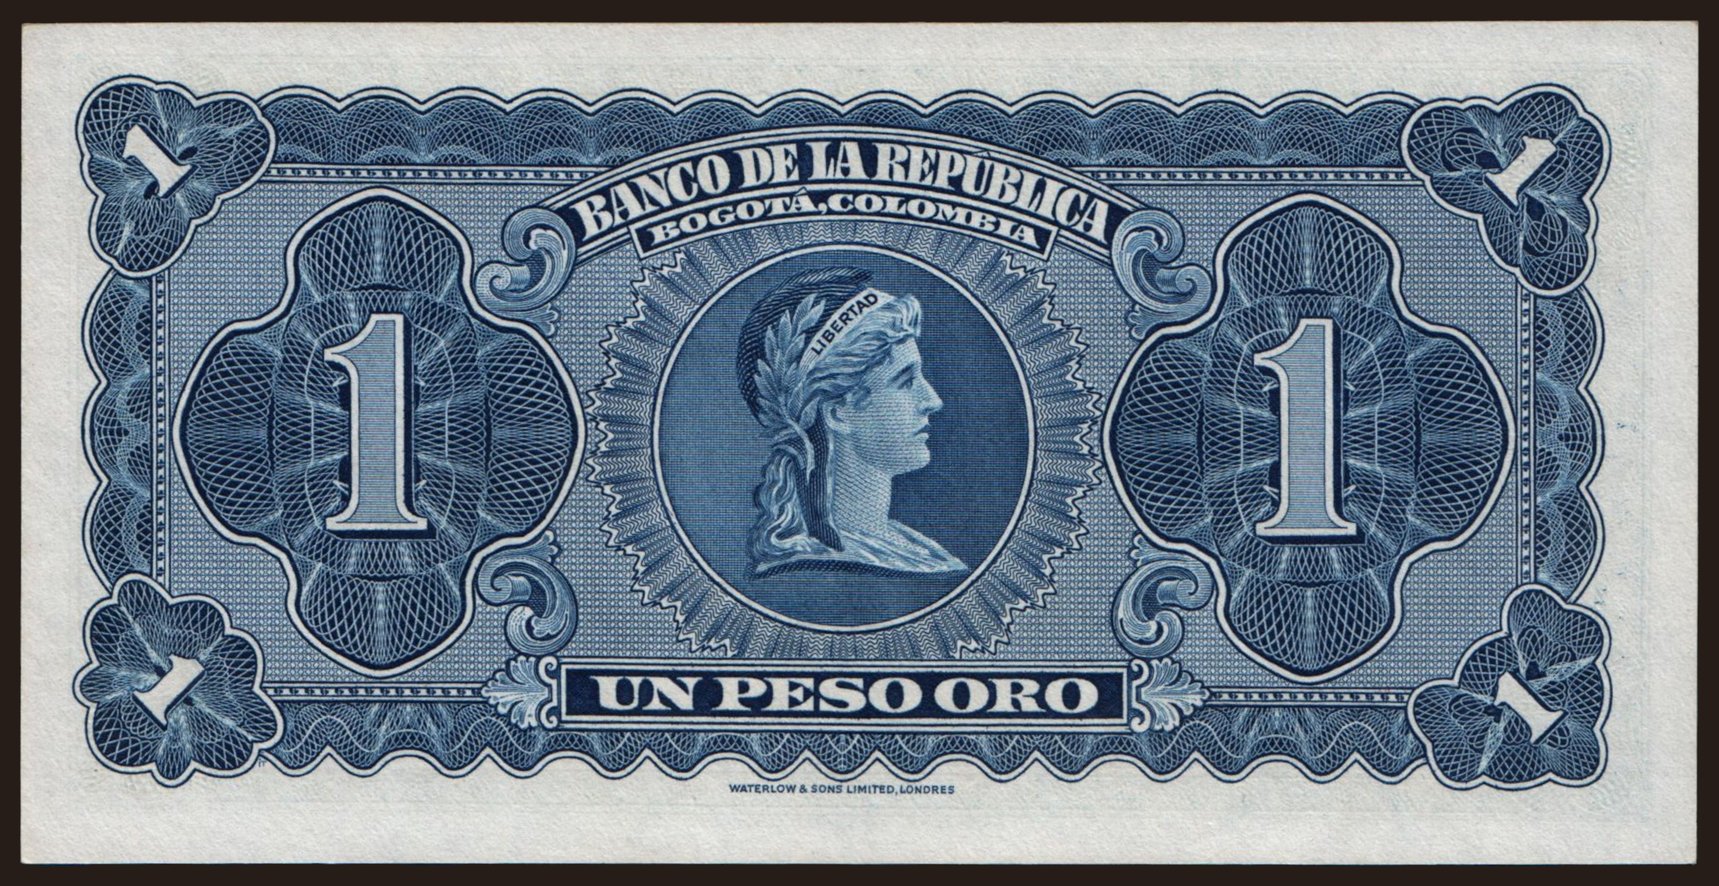 1 1
BANCO DE LA REPÚBLICA
BOGOTÁ, COLOMBIA
LIBERTAD
1 1
UN PESO ORO
1 1
WATERLOW & SONS LIMITED, LONDRES